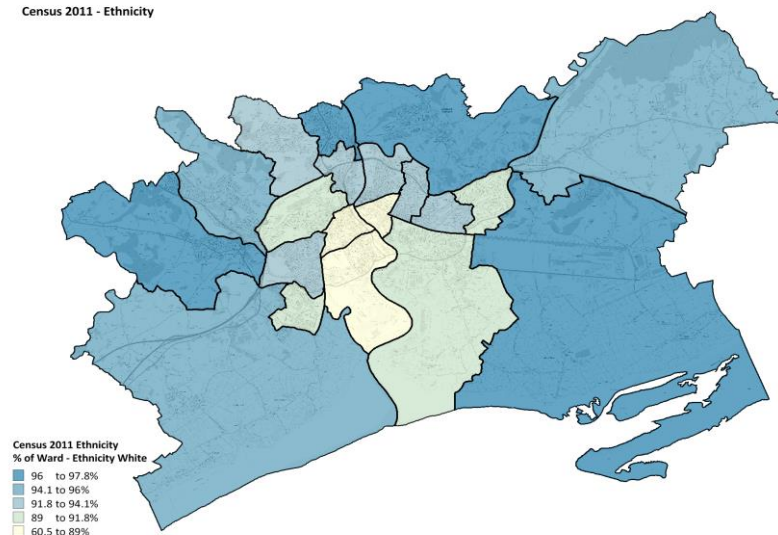 Census 2011 - Ethnicity
Census 2011 Ethnicity
% of Ward - Ethnicity White
96 to 97.8%
94.1 to 96%
91.8 to 94.1%
89 to 91.8%
60.5 to 89%